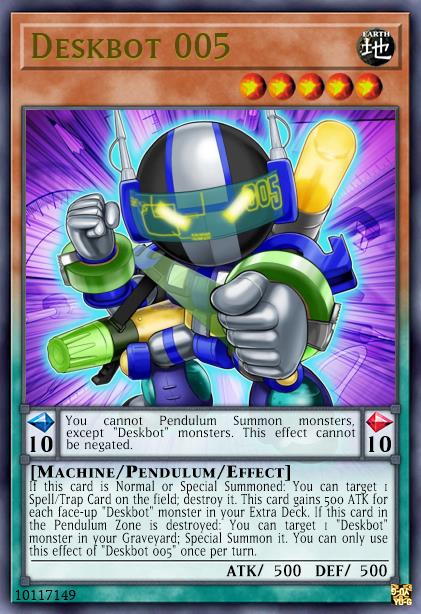 DESKBOT 005
EARTH
地
005
10
You cannot Pendulum Summon monsters,
except "Deskbot" monsters. This effect cannot
be negated.
10
[MACHINE/PENDULUM/EFFECT]
If this card is Normal or Special Summoned: You can target 1
Spell/Trap Card on the field; destroy it. This card gains 500 ATK for
each face-up "Deskbot" monster in your Extra Deck. If this card in
the Pendulum Zone is destroyed: You can target 1 "Deskbot"
monster in your Graveyard; Special Summon it. You can only use
this effect of "Deskbot 005" once per turn.
ATK/ 500 DEF/ 500
10117149